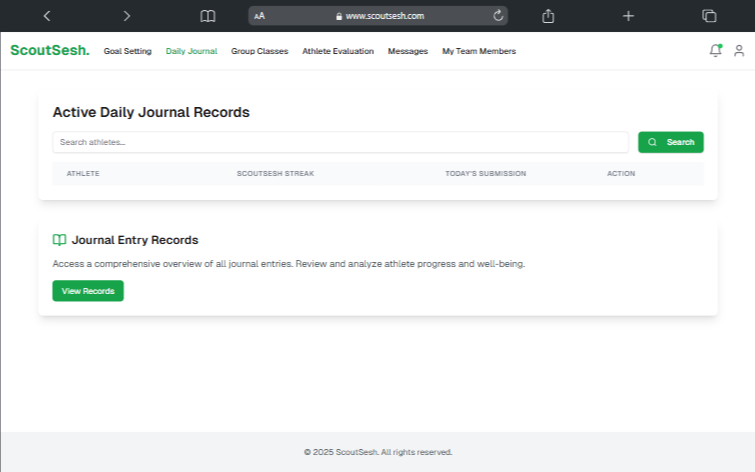 AA www.scoutsesh.com
ScoutSesh. Goal Setting Daily Journal Group Classes Athlete Evaluation Messages My Team Members
Active Daily Journal Records
Search athletes... Search
ATHLETE SCOUTSESH STREAK TODAY'S SUBMISSION ACTION
Journal Entry Records
Access a comprehensive overview of all journal entries. Review and analyze athlete progress and well-being.
View Records
© 2025 ScoutSesh. All rights reserved.